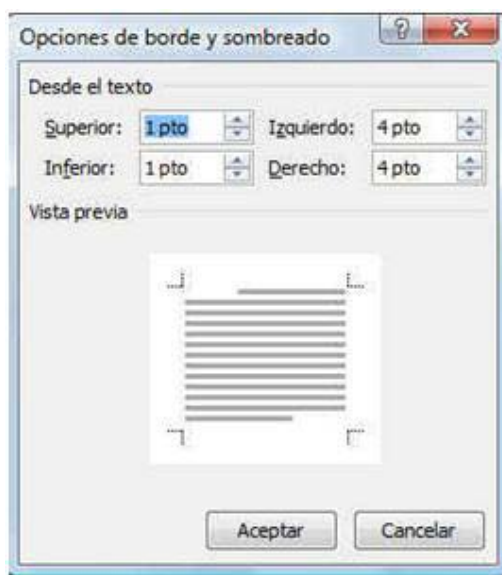 Opciones de borde y sombreado
Desde el texto
Superior: 1 pto Izquierdo: 4 pto
Inferior: 1 pto Derecho: 4 pto
Vista previa
Aceptar Cancelar